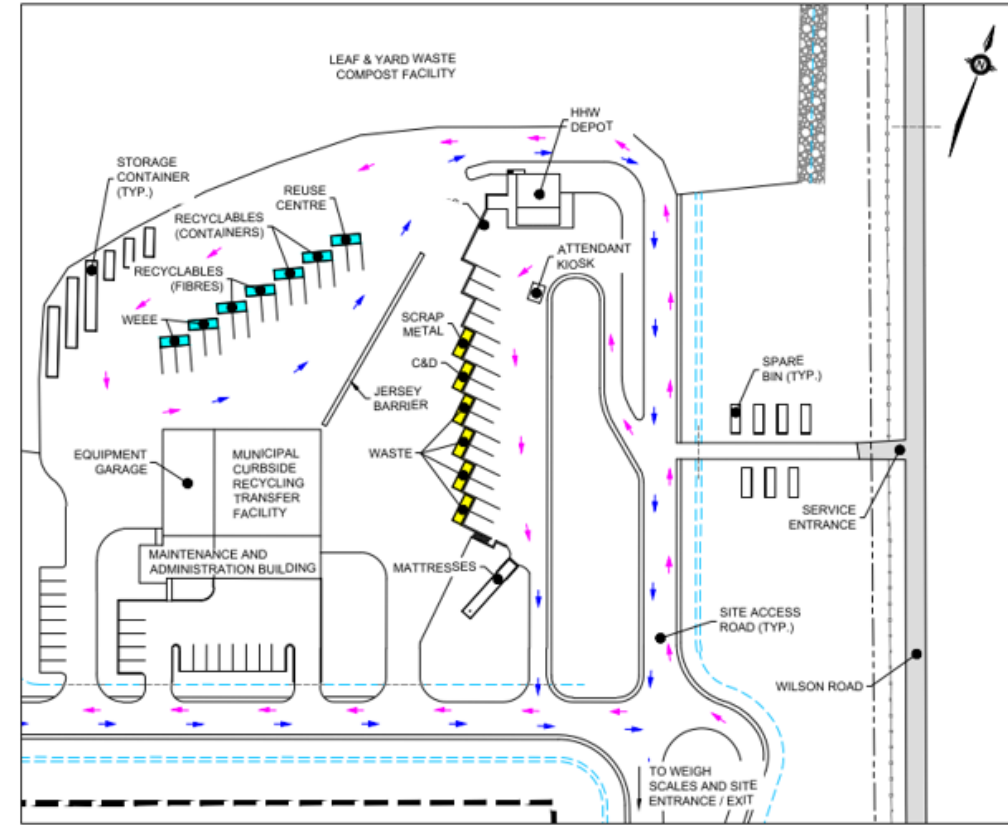 LEAF & YARD WASTE
COMPOST FACILITY
HHW
DEPOT
N
STORAGE
CONTAINER
(TYP.)
REUSE
CENTRE
RECYCLABLES
(CONTAINERS)
RECYCLABLES
(FIBRES)
WEEE
ATTENDANT
KIOSK
SCRAP
METAL
C&D
JERSEY
BARRIER
WASTE
SPARE
BIN (TYP.)
EQUIPMENT
GARAGE
MUNICIPAL
CURBSIDE
RECYCLING
TRANSFER
FACILITY
SERVICE
ENTRANCE
MAINTENANCE AND
ADMINISTRATION BUILDING
MATTRESSES
SITE ACCESS
ROAD (TYP.)
WILSON ROAD
TO WEIGH
SCALES AND SITE
ENTRANCE / EXIT